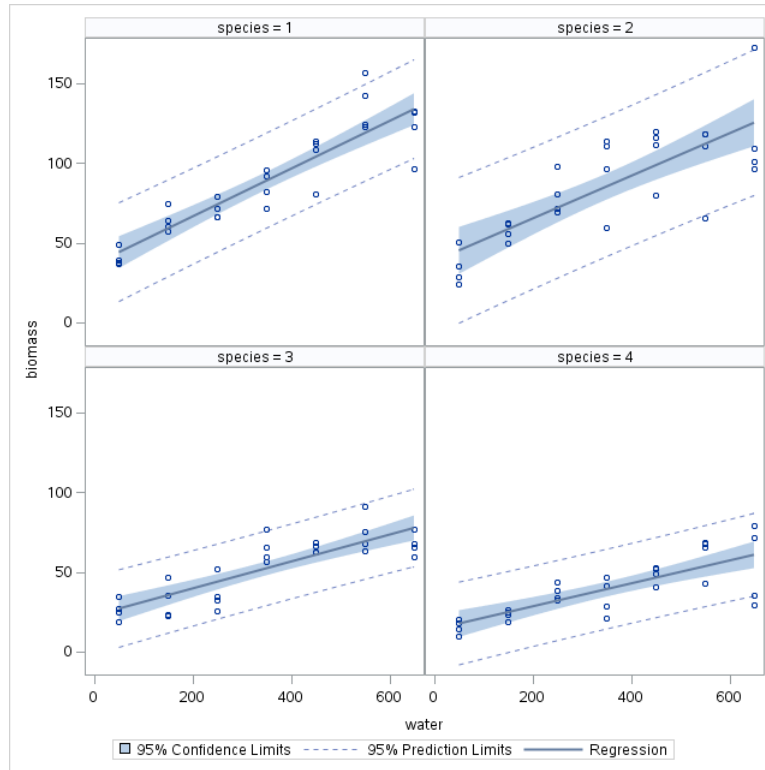 species = 1
species = 2
150
100
50
0
biomass
species = 3
species = 4
150
100
50
0
0
200
400
600
0
200
400
600
water
95% Confidence Limits
95% Prediction Limits
Regression